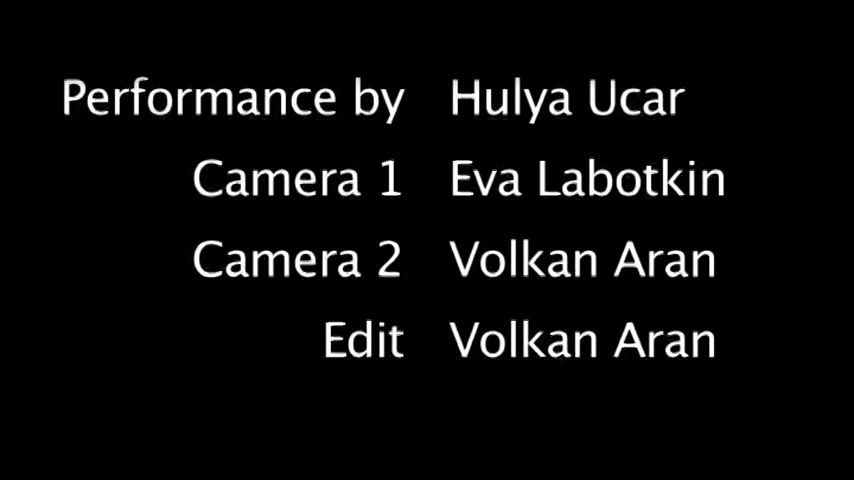 Performance by Hulya Ucar
Camera 1 Eva Labotkin
Camera 2 Volkan Aran
Edit Volkan Aran